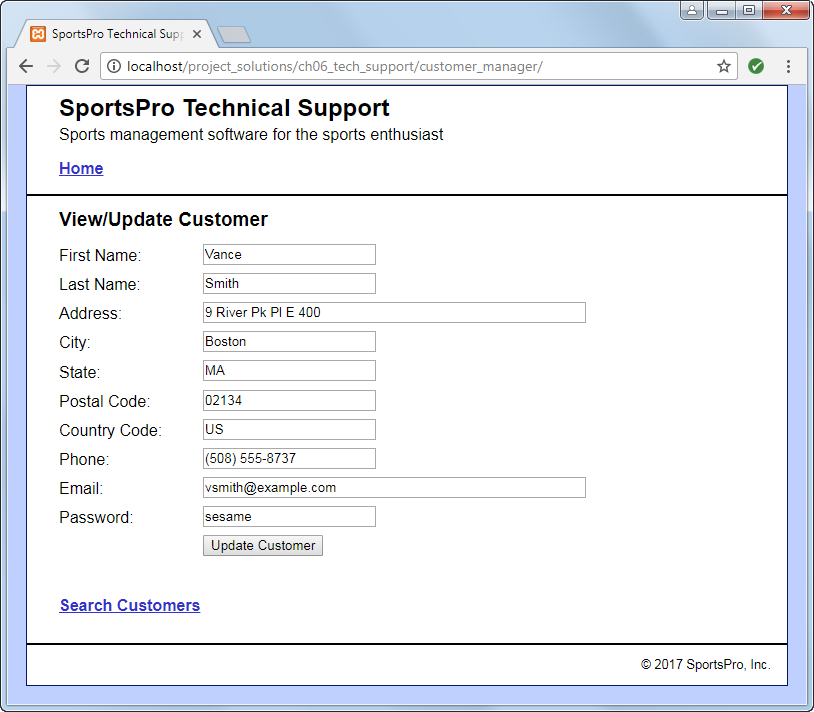 SportsPro Technical Supp
localhost/project_solutions/ch06_tech_support/customer_manager/
SportsPro Technical Support
Sports management software for the sports enthusiast
Home
View/Update Customer
First Name: Vance
Last Name: Smith
Address: 9 River Pk Pl E 400
City: Boston
State: MA
Postal Code: 02134
Country Code: US
Phone: (508) 555-8737
Email: vsmith@example.com
Password: sesame
Update Customer
Search Customers
© 2017 SportsPro, Inc.